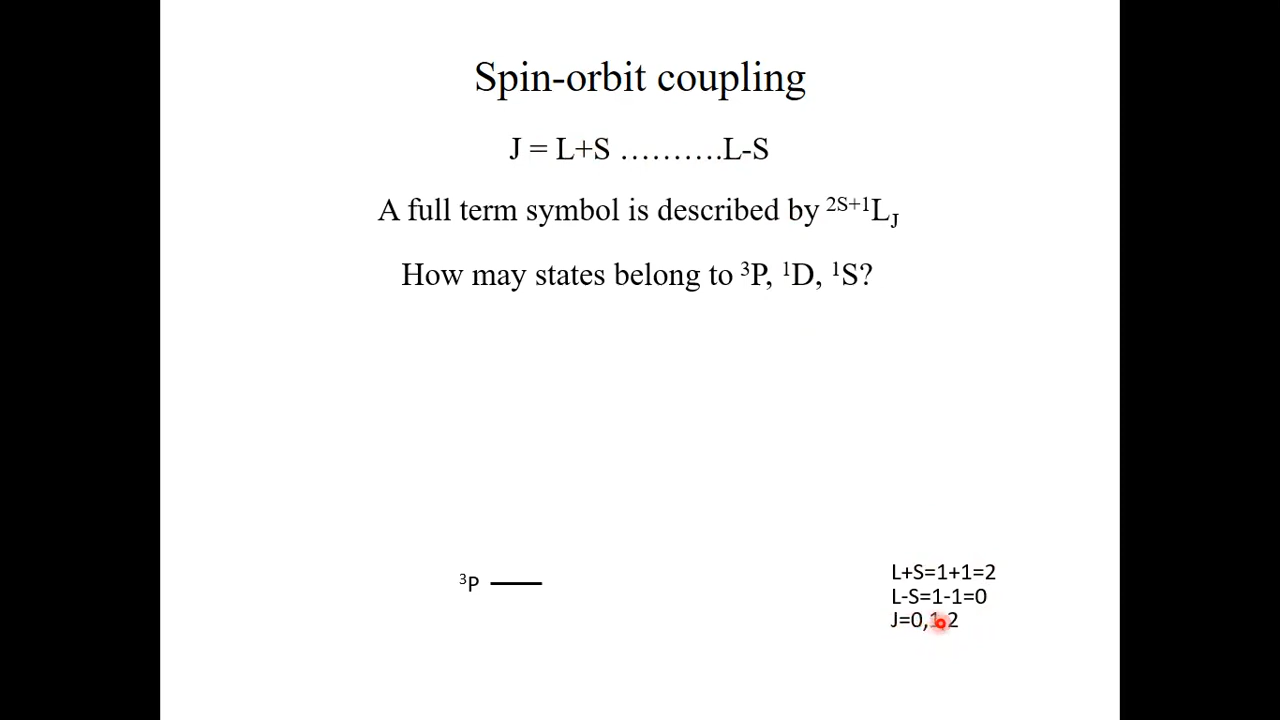 Spin-orbit coupling
J = L+S ……….L-S
A full term symbol is described by ²ˢ⁺¹L_J
How may states belong to ³P, ¹D, ¹S?
³P
L+S=1+1=2
L-S=1-1=0
J=0,1,2